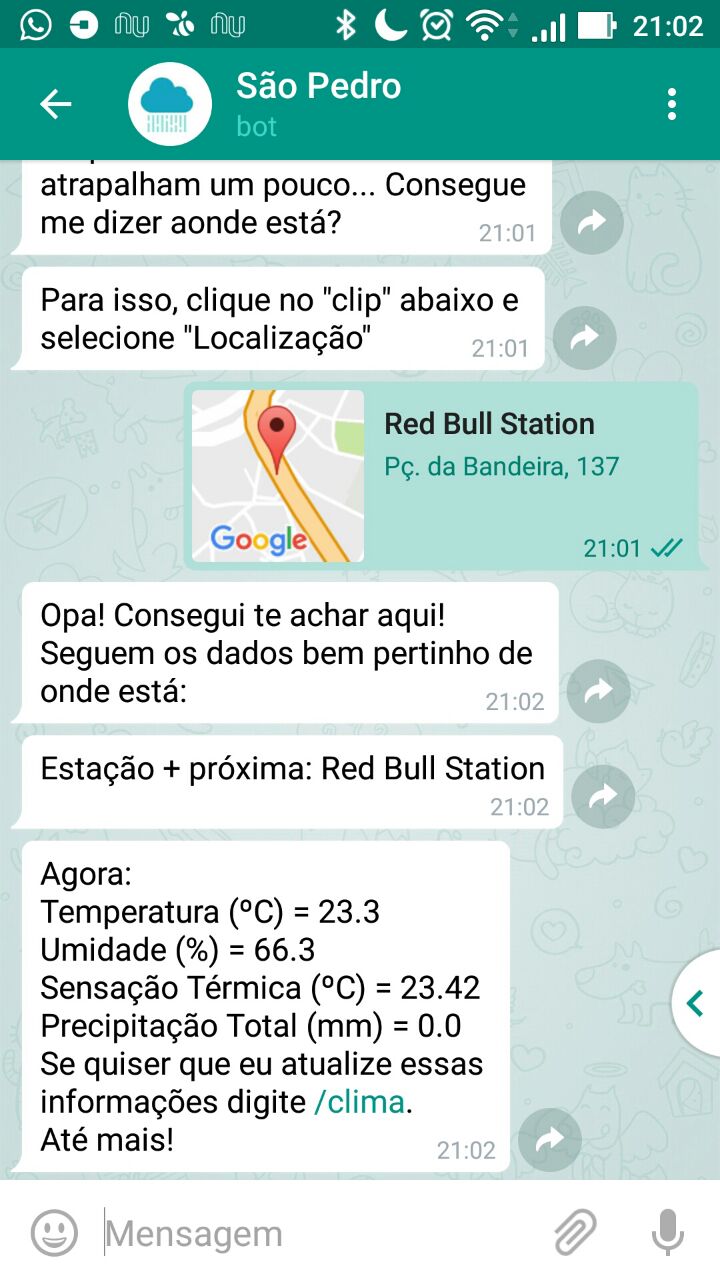 21:02
São Pedro
bot
atrapalham um pouco... Consegue
me dizer aonde está?
21:01
Para isso, clique no "clip" abaixo e
selecione "Localização"
21:01
Red Bull Station
Pç. da Bandeira, 137
Google
21:01
Opa! Consegui te achar aqui!
Seguem os dados bem pertinho de
onde está:
21:02
Estação + próxima: Red Bull Station
21:02
Agora:
Temperatura (ºC) = 23.3
Umidade (%) = 66.3
Sensação Térmica (ºC) = 23.42
Precipitação Total (mm) = 0.0
Se quiser que eu atualize essas
informações digite /clima.
Até mais!
21:02
Mensagem